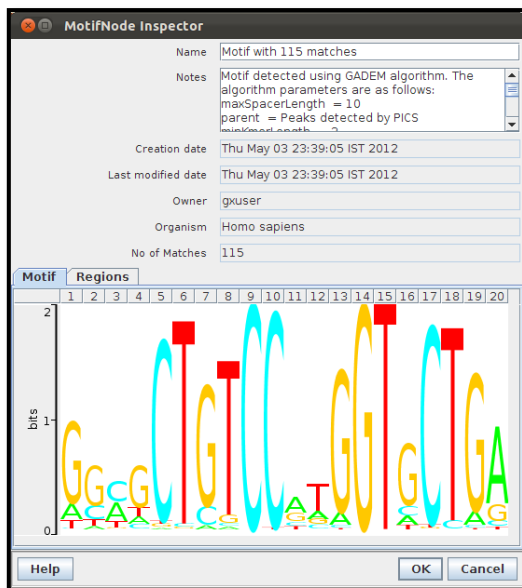 MotifNode Inspector
Name Motif with 115 matches
Notes Motif detected using GADEM algorithm. The
algorithm parameters are as follows:
maxSpacerLength = 10
parent = Peaks detected by PICS
Creation date Thu May 03 23:39:05 IST 2012
Last modified date Thu May 03 23:39:05 IST 2012
Owner gxuser
Organism Homo sapiens
No of Matches 115
Motif Regions
1 2 3 4 5 6 7 8 9 10 11 12 13 14 15 16 17 18 19 20
2
bits
1
0
GGCGCTGTCCATGGTGCTGA
Help OK Cancel